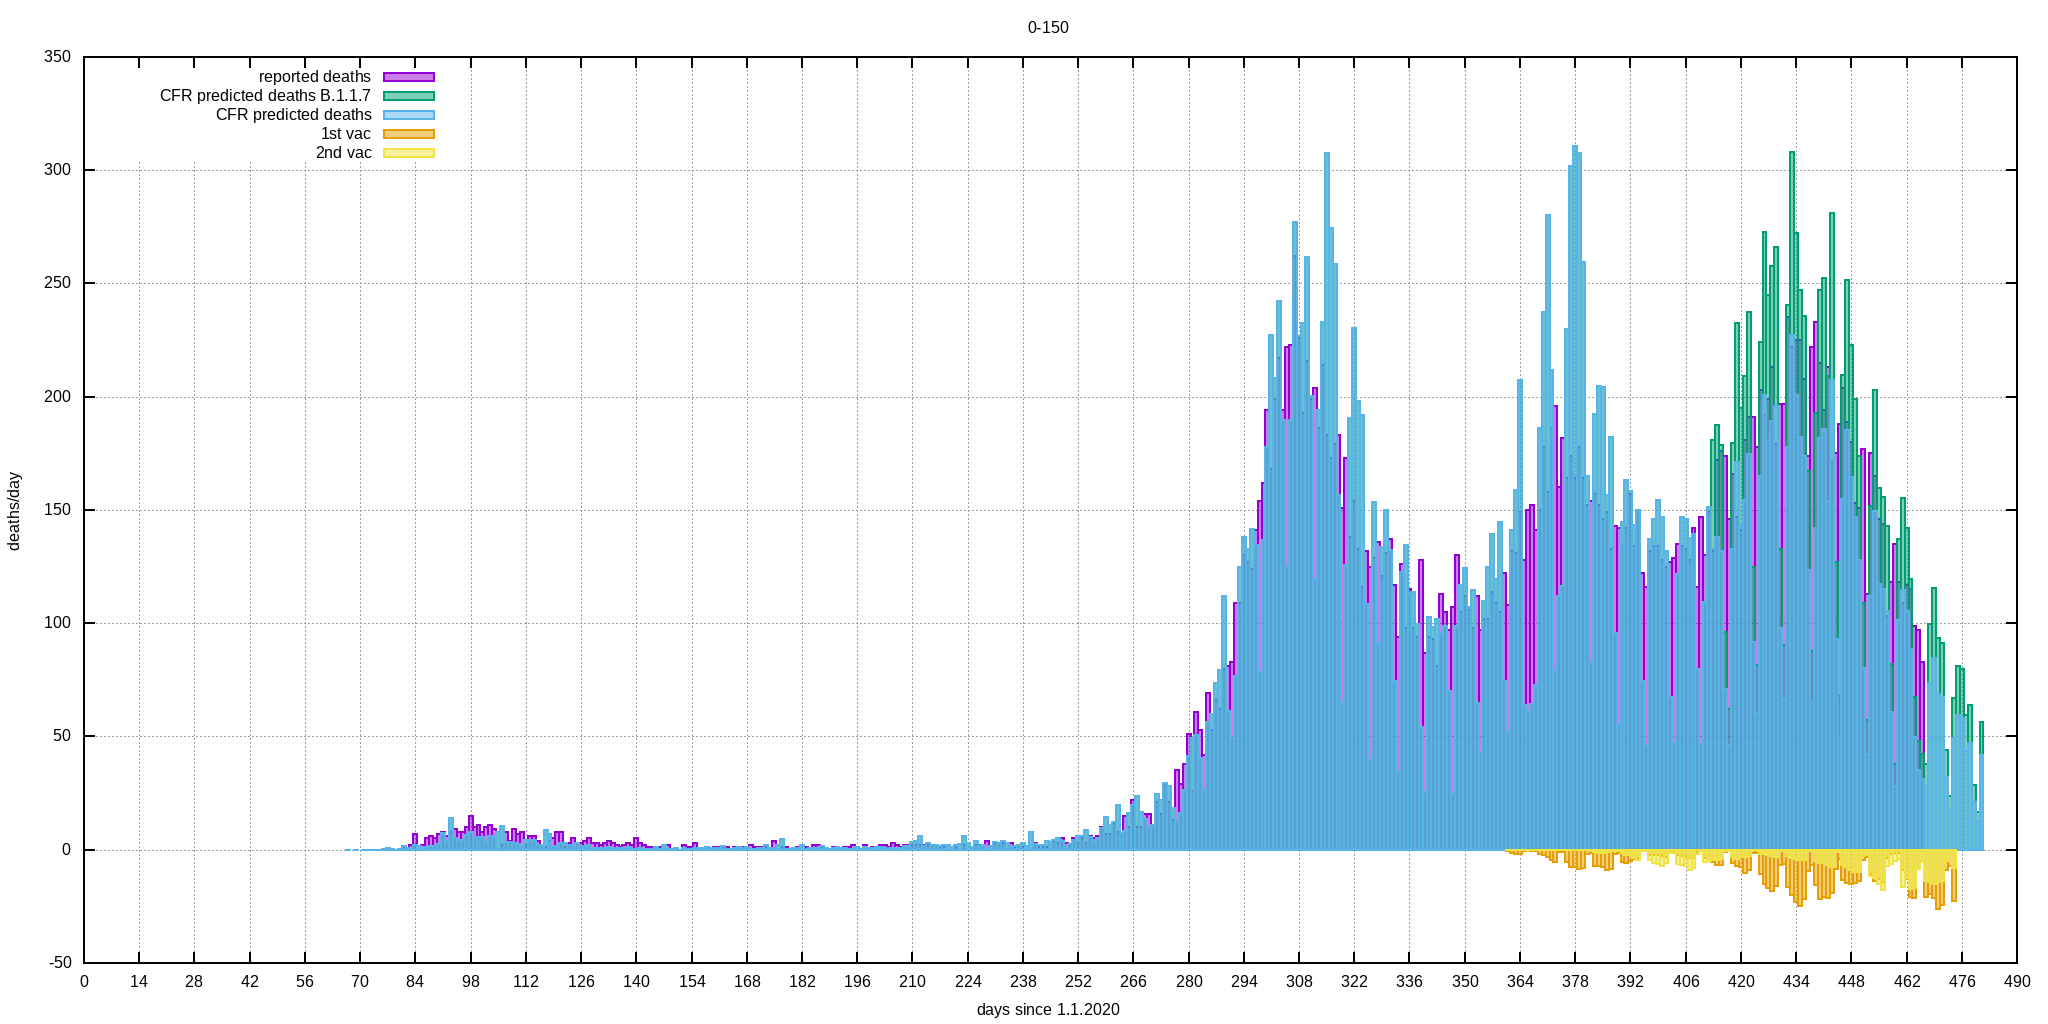 0-150
350
300
250
200
150
100
50
0
-50
reported deaths
CFR predicted deaths B.1.1.7
CFR predicted deaths
1st vac
2nd vac
deaths/day
0 14 28 42 56 70 84 98 112 126 140 154 168 182 196 210 224 238 252 266 280 294 308 322 336 350 364 378 392 406 420 434 448 462 476 490
days since 1.1.2020